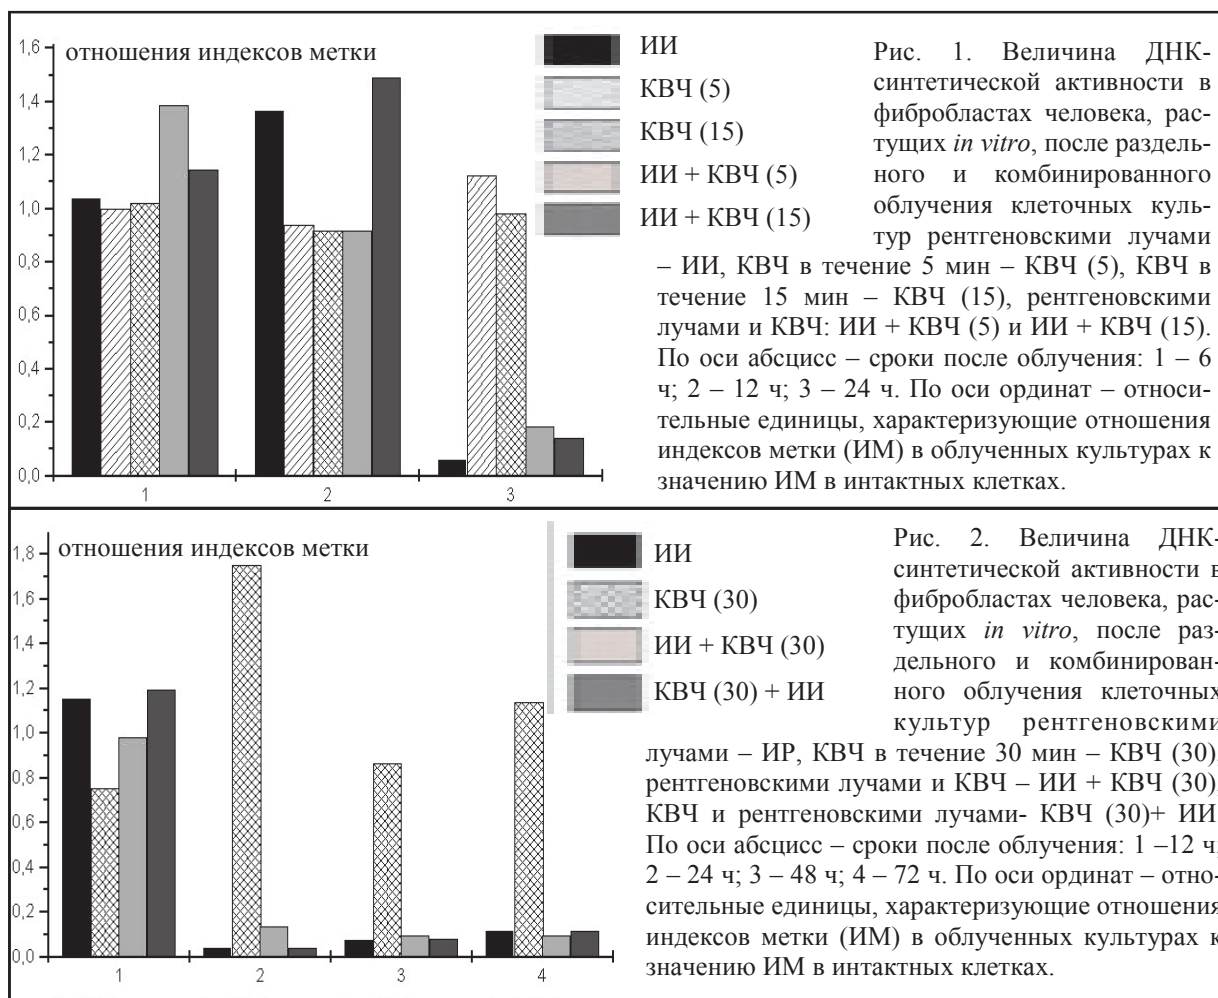 отношения индексов метки
1,6
1,4
1,2
1,0
0,8
0,6
0,4
0,2
0,0
1
2
3
ИИ
КВЧ (5)
КВЧ (15)
ИИ + КВЧ (5)
ИИ + КВЧ (15)
Рис. 1. Величина ДНК-
синтетической активности в
фибробластах человека, рас-
тущих in vitro, после раздель-
ного и комбинированного
облучения клеточных куль-
тур рентгеновскими лучами
– ИИ, КВЧ в течение 5 мин – КВЧ (5), КВЧ в
течение 15 мин – КВЧ (15), рентгеновскими
лучами и КВЧ: ИИ + КВЧ (5) и ИИ + КВЧ (15).
По оси абсцисс – сроки после облучения: 1 – 6
ч; 2 – 12 ч; 3 – 24 ч. По оси ординат – относи-
тельные единицы, характеризующие отношения
индексов метки (ИМ) в облученных культурах к
значению ИМ в интактных клетках.
отношения индексов метки
1,8
1,6
1,4
1,2
1,0
0,8
0,6
0,4
0,2
0,0
1
2
3
4
ИИ
КВЧ (30)
ИИ + КВЧ (30)
КВЧ (30) + ИИ
Рис. 2. Величина ДНК-
синтетической активности в
фибробластах человека, рас-
тущих in vitro, после раз-
дельного и комбинирован-
ного облучения клеточных
культур рентгеновскими
лучами – ИР, КВЧ в течение 30 мин – КВЧ (30),
рентгеновскими лучами и КВЧ – ИИ + КВЧ (30),
КВЧ и рентгеновскими лучами- КВЧ (30)+ ИИ
По оси абсцисс – сроки после облучения: 1 –12 ч,
2 – 24 ч; 3 – 48 ч; 4 – 72 ч. По оси ординат – отно-
сительные единицы, характеризующие отношения
индексов метки (ИМ) в облученных культурах к
значению ИМ в интактных клетках.